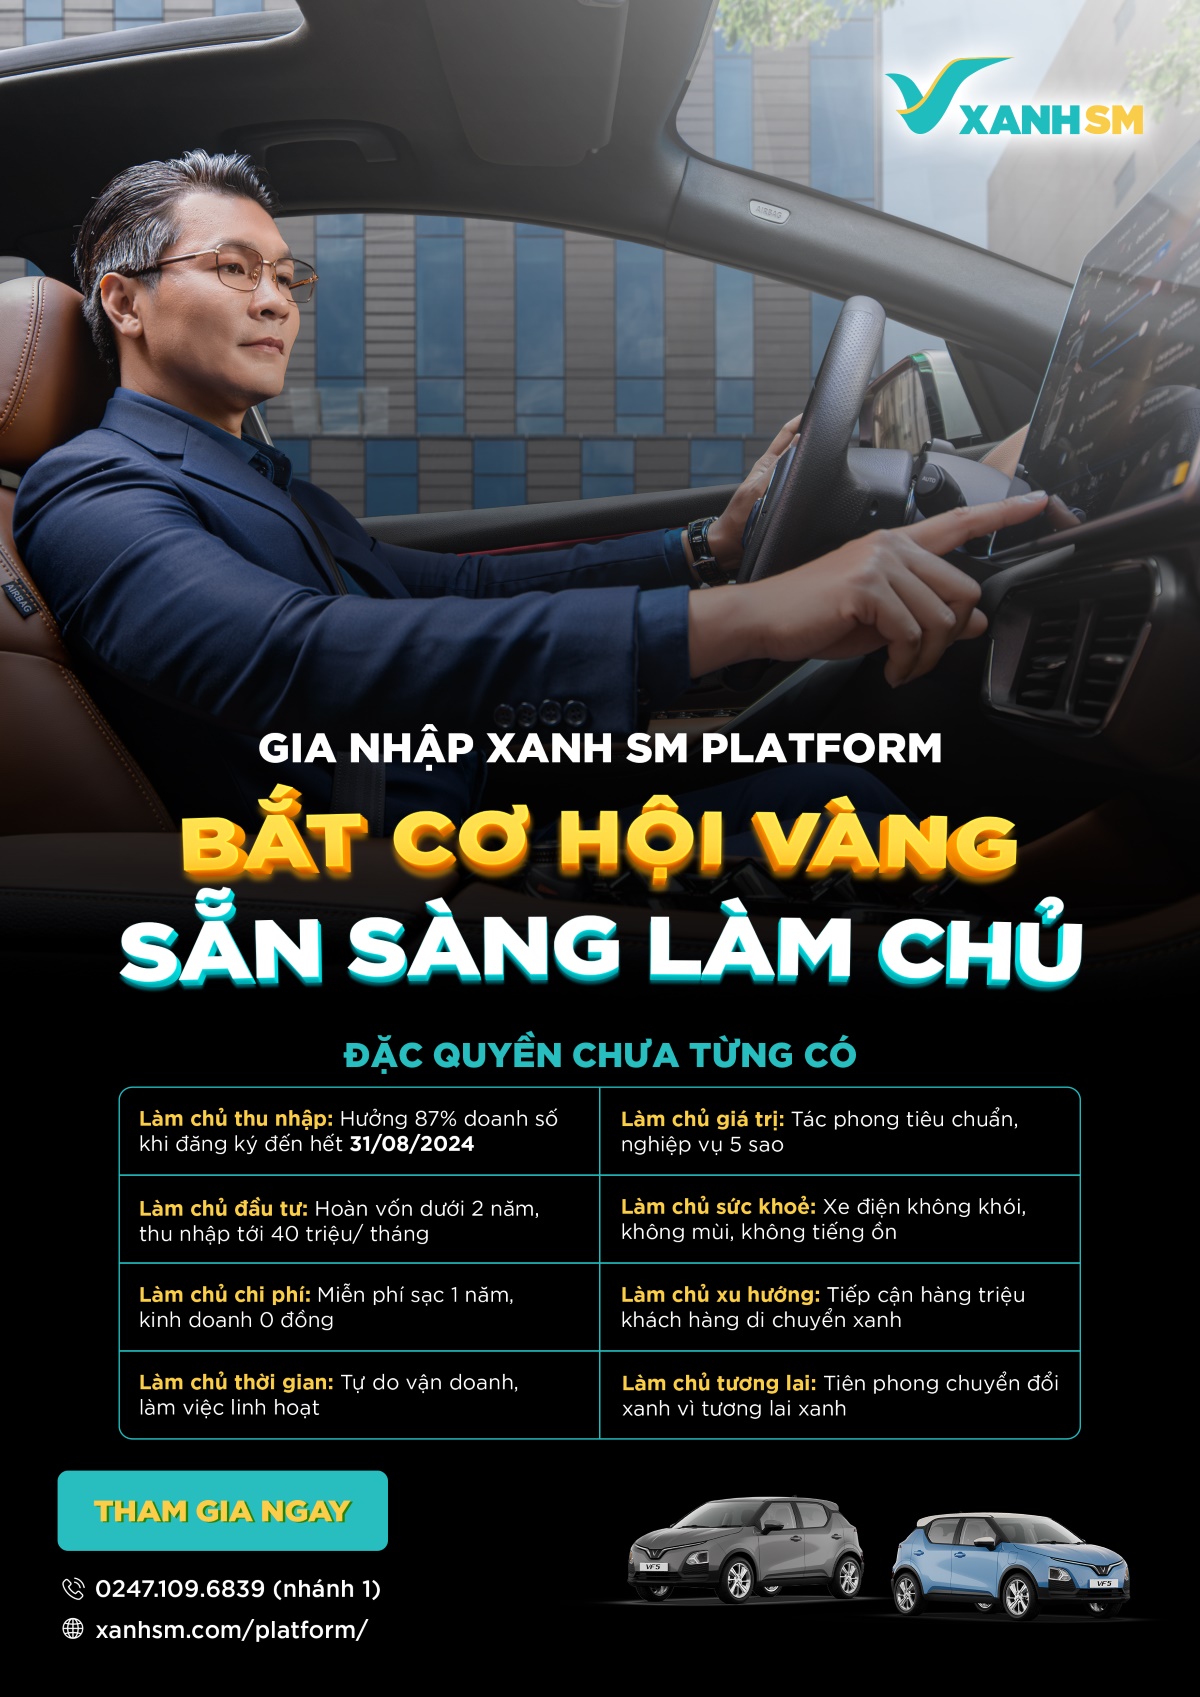 XANH SM
AIRBAG
AUTO
AIRBAG
GIA NHẬP XANH SM PLATFORM
BẮT CƠ HỘI VÀNG
SẴN SÀNG LÀM CHỦ
ĐẶC QUYỀN CHƯA TỪNG CÓ
Làm chủ thu nhập: Hưởng 87% doanh số
khi đăng ký đến hết 31/08/2024
Làm chủ giá trị: Tác phong tiêu chuẩn,
nghiệp vụ 5 sao
Làm chủ đầu tư: Hoàn vốn dưới 2 năm,
thu nhập tới 40 triệu/ tháng
Làm chủ sức khoẻ: Xe điện không khói,
không mùi, không tiếng ồn
Làm chủ chi phí: Miễn phí sạc 1 năm,
kinh doanh 0 đồng
Làm chủ xu hướng: Tiếp cận hàng triệu
khách hàng di chuyển xanh
Làm chủ thời gian: Tự do vận doanh,
làm việc linh hoạt
Làm chủ tương lai: Tiên phong chuyển đổi
xanh vì tương lai xanh
THAM GIA NGAY
0247.109.6839 (nhánh 1)
xanhsm.com/platform/
VF5
VF5